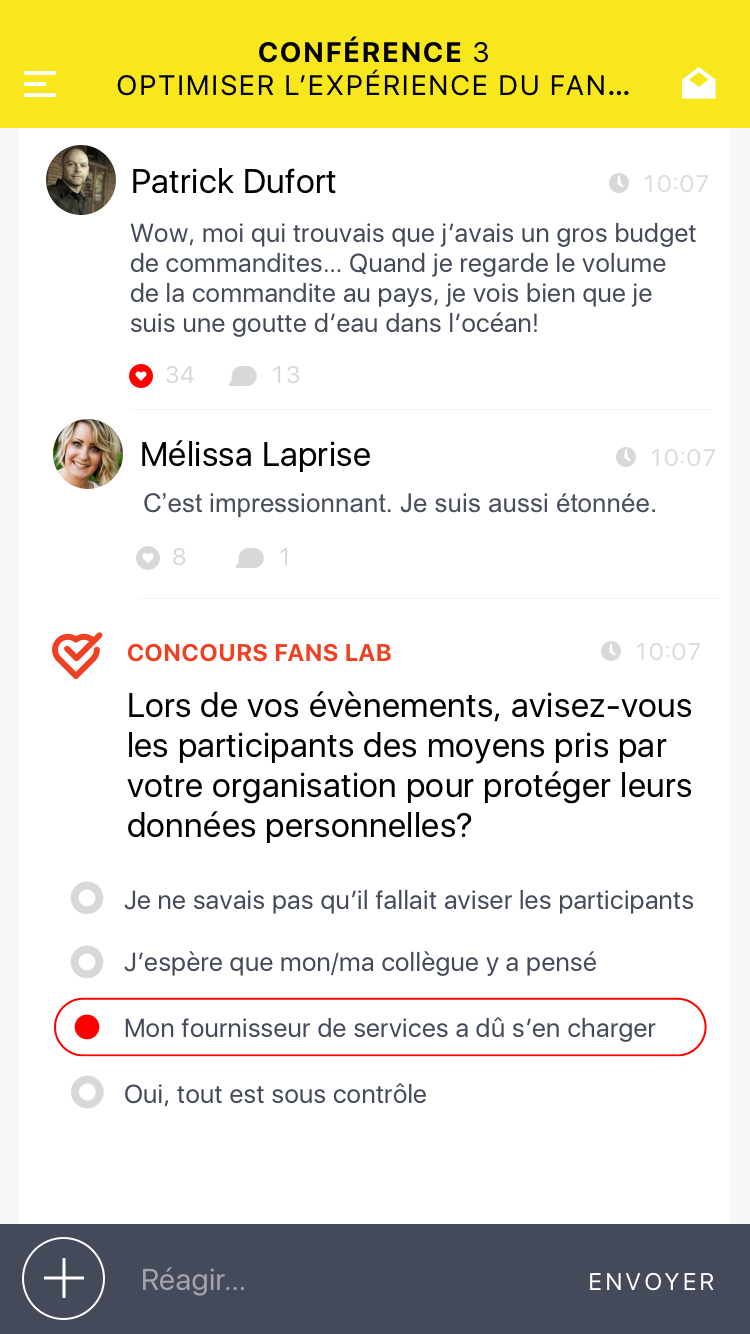 CONFÉRENCE 3
OPTIMISER L’EXPÉRIENCE DU FAN...
Patrick Dufort 10:07
Wow, moi qui trouvais que j’avais un gros budget
de commandites... Quand je regarde le volume
de la commandite au pays, je vois bien que je
suis une goutte d’eau dans l’océan!
34 13
Mélissa Laprise 10:07
C’est impressionnant. Je suis aussi étonnée.
8 1
CONCOURS FANS LAB 10:07
Lors de vos évènements, avisez-vous
les participants des moyens pris par
votre organisation pour protéger leurs
données personnelles?
Je ne savais pas qu’il fallait aviser les participants
J’espère que mon/ma collègue y a pensé
Mon fournisseur de services a dû s’en charger
Oui, tout est sous contrôle
Réagir... ENVOYER